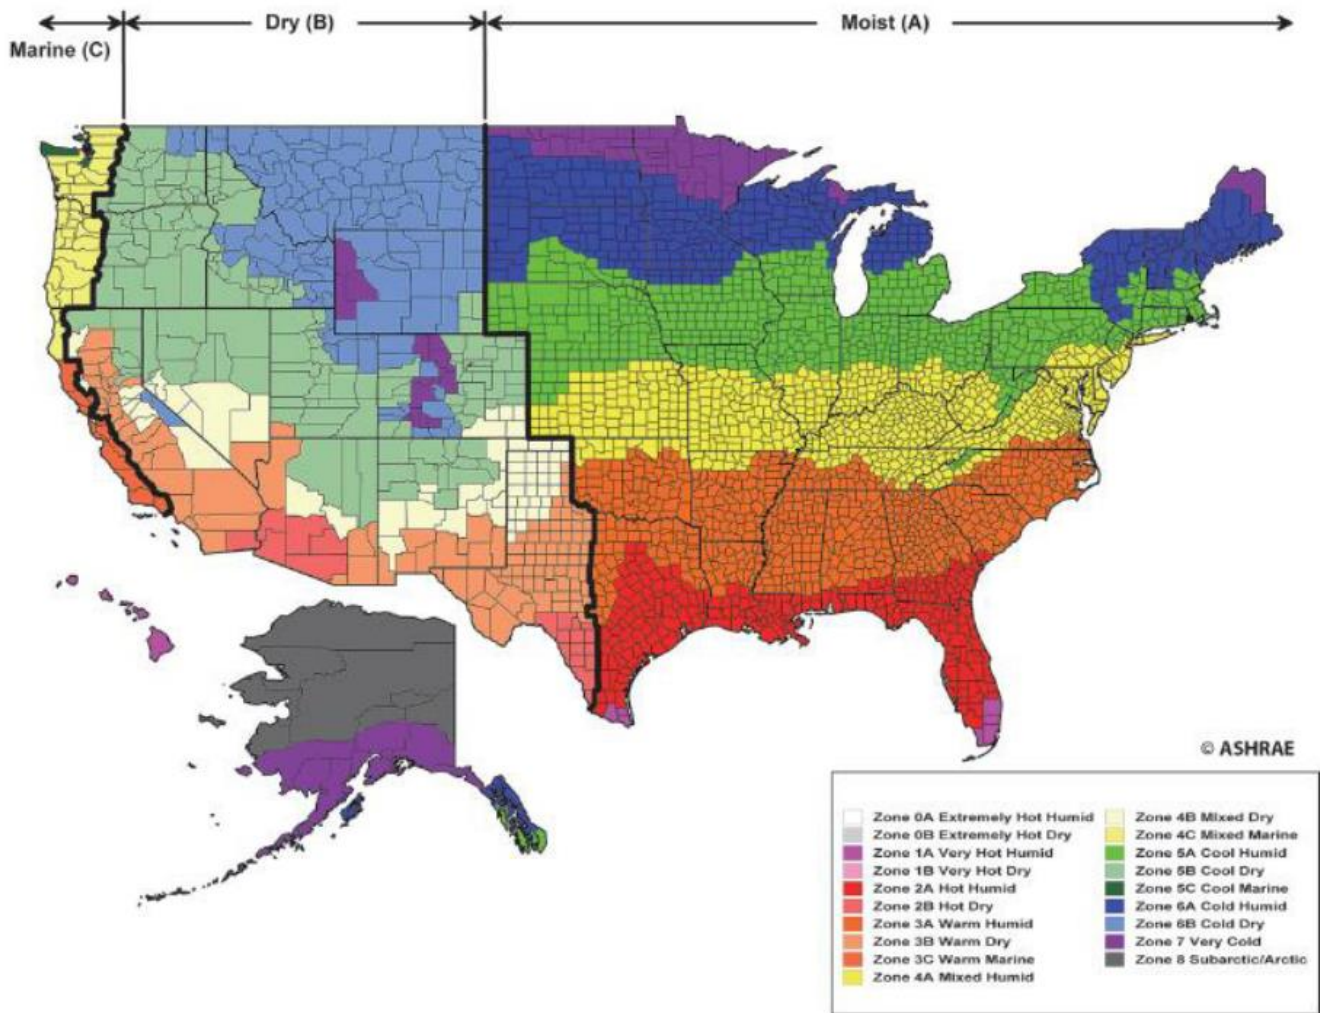 Dry (B)
Moist (A)
Marine (C)
© ASHRAE
Zone 0A Extremely Hot Humid
Zone 0B Extremely Hot Dry
Zone 1A Very Hot Humid
Zone 1B Very Hot Dry
Zone 2A Hot Humid
Zone 2B Hot Dry
Zone 3A Warm Humid
Zone 3B Warm Dry
Zone 3C Warm Marine
Zone 4A Mixed Humid
Zone 4B Mixed Dry
Zone 4C Mixed Marine
Zone 5A Cool Humid
Zone 5B Cool Dry
Zone 5C Cool Marine
Zone 6A Cold Humid
Zone 6B Cold Dry
Zone 7 Very Cold
Zone 8 Subarctic/Arctic